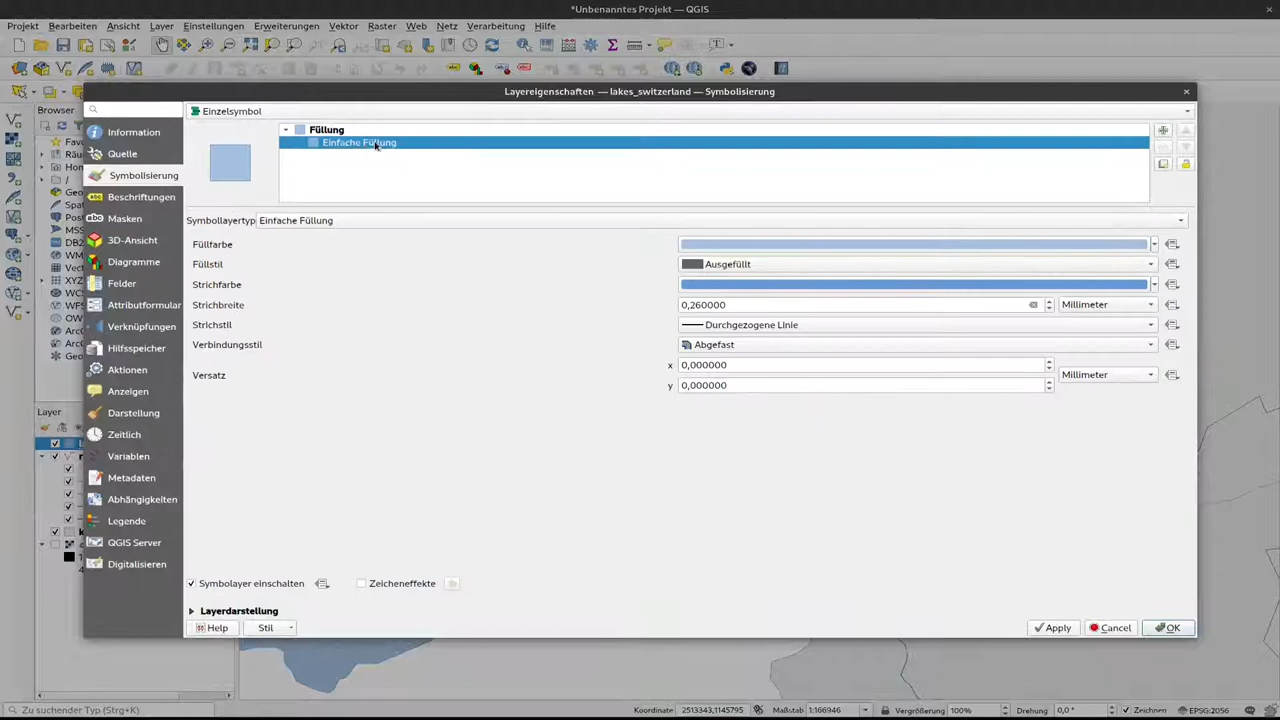 *Unbenanntes Projekt — QGIS
Projekt Bearbeiten Ansicht Layer Einstellungen Erweiterungen Vektor Raster Web Netz Verarbeitung Hilfe
Layereigenschaften — lakes_switzerland — Symbolisierung
Browser
Einzelsymbol
Information
Quelle
Symbolisierung
Beschriftungen
Masken
3D-Ansicht
Diagramme
Felder
Attributformular
Verknüpfungen
Hilfsspeicher
Aktionen
Anzeigen
Darstellung
Zeitlich
Variablen
Metadaten
Abhängigkeiten
Legende
QGIS Server
Digitalisieren
Füllung
Einfache Füllung
Symbollayertyp Einfache Füllung
Füllfarbe
Füllstil Ausgefüllt
Strichfarbe
Strichbreite 0,260000 Millimeter
Strichstil Durchgezogene Linie
Verbindungsstil Abgefast
Versatz x 0,000000 Millimeter
y 0,000000
Symbolayer einschalten Zeicheneffekte
Layerdarstellung
Help Stil Apply Cancel OK
Layer
Zu suchender Typ (Strg+K) Koordinate 2513343,1145795 Maßstab 1:166946 Vergrößerung 100% Drehung 0,0° Zeichnen EPSG:2056